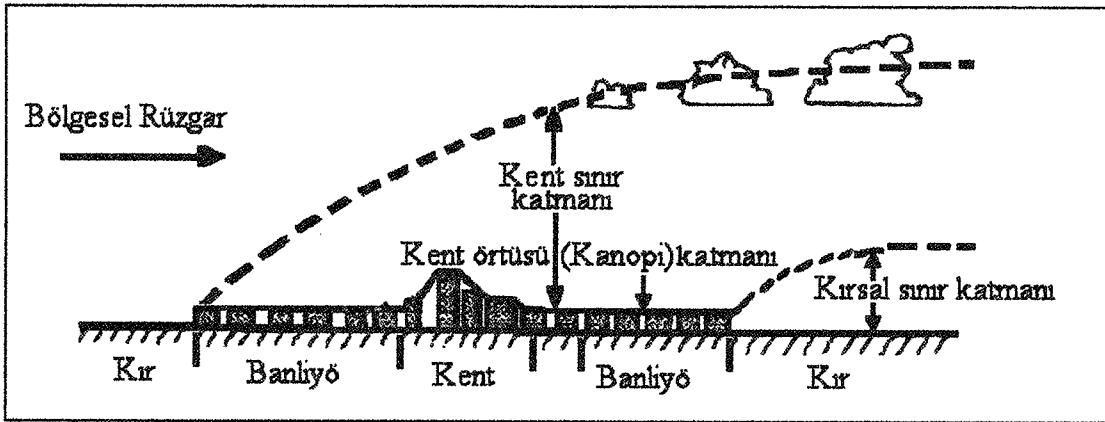 Bölgesel Rüzgar
Kent sınır
katmanı
Kent örtüsü (Kanopi)katmanı
Kırsal sınır katmanı
Kır
Banliyö
Kent
Banliyö
Kır